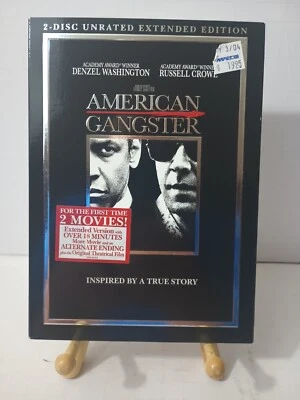 2-DISC UNRATED EXTENDED EDITION
ACADEMY AWARD® WINNER
DENZEL WASHINGTON
ACADEMY AWARD® WINNER
RUSSELL CROWE
AMERICAN
GANGSTER
FOR THE FIRST TIME
2 MOVIES!
Extended Version with
OVER 18 MINUTES
More Movie and an
ALTERNATE ENDING
plus the Original Theatrical Film
INSPIRED BY A TRUE STORY